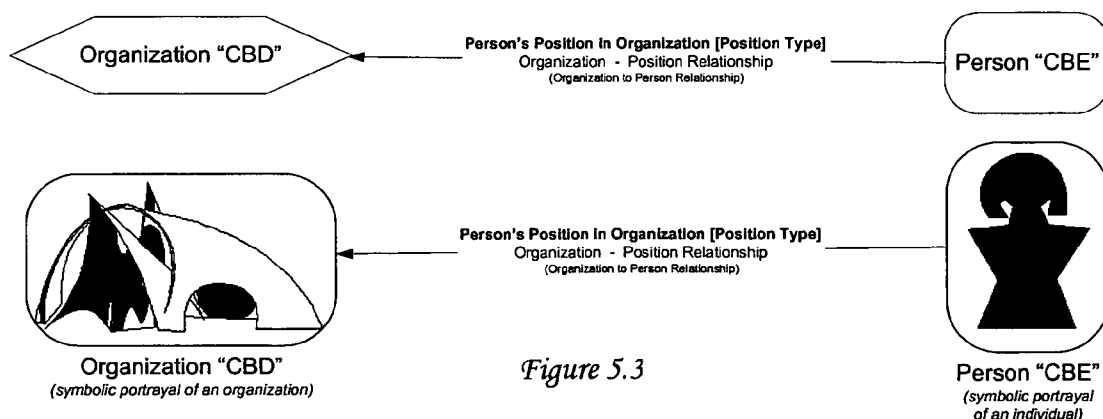 Organization “CBD”
Person's Position in Organization [Position Type]
Organization - Position Relationship
(Organization to Person Relationship)
Person “CBE”
Person's Position in Organization [Position Type]
Organization - Position Relationship
(Organization to Person Relationship)
Organization “CBD”
(symbolic portrayal of an organization)
Figure 5.3
Person “CBE”
(symbolic portrayal
of an individual)